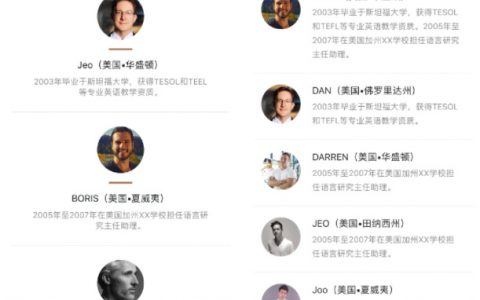 Jeo（美国•华盛顿）
2003年毕业于斯坦福大学，获得TESOL和TEEL
等专业英语教学资质。
BORIS（美国•夏威夷）
2005年至2007年在美国加州XX学校担任语言研
究主任助理。
2003年毕业于斯坦福大学，获得TESOL
和TEFL等专业英语教学资质。2005年至
2007年在美国加州XX学校担任语言研究
主任助理。
DAN（美国•佛罗里达州）
2003年毕业于斯坦福大学，获得TESOL
和TEFL等专业英语教学资质。
DARREN（美国•华盛顿）
2005年至2007年在美国加州XX学校担
任语言研究主任助理。
JEO（美国•田纳西州）
2005年至2007年在美国加州XX学校担
任语言研究主任助理。
Joo（美国•夏威夷）